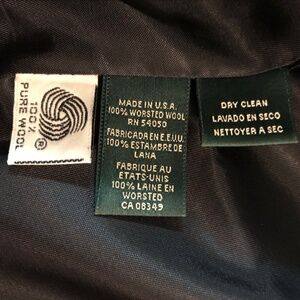 PURE WOOL
100%
®
MADE IN U.S.A.
100% WORSTED WOOL
RN 54050
FABRICADA EN E.E.U.U.
100% ESTAMBRE DE
LANA
FABRIQUE AU
ETATS-UNIS
100% LAINE EN
WORSTED
CA 08349
DRY CLEAN
LAVADO EN SECO
NETTOYER A SEC